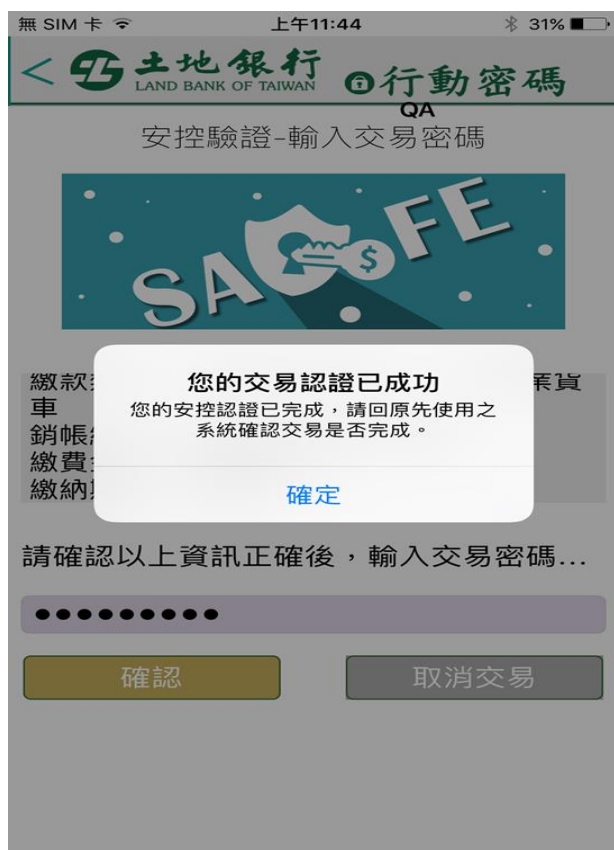 無 SIM 卡 上午11:44 31%
土地銀行
LAND BANK OF TAIWAN
行動密碼
QA
安控驗證-輸入交易密碼
SAFE
$
繳款 業貨
車
銷帳
繳費
繳納
您的交易認證已成功
您的安控認證已完成，請回原先使用之
系統確認交易是否完成。
確定
請確認以上資訊正確後，輸入交易密碼...
確認 取消交易